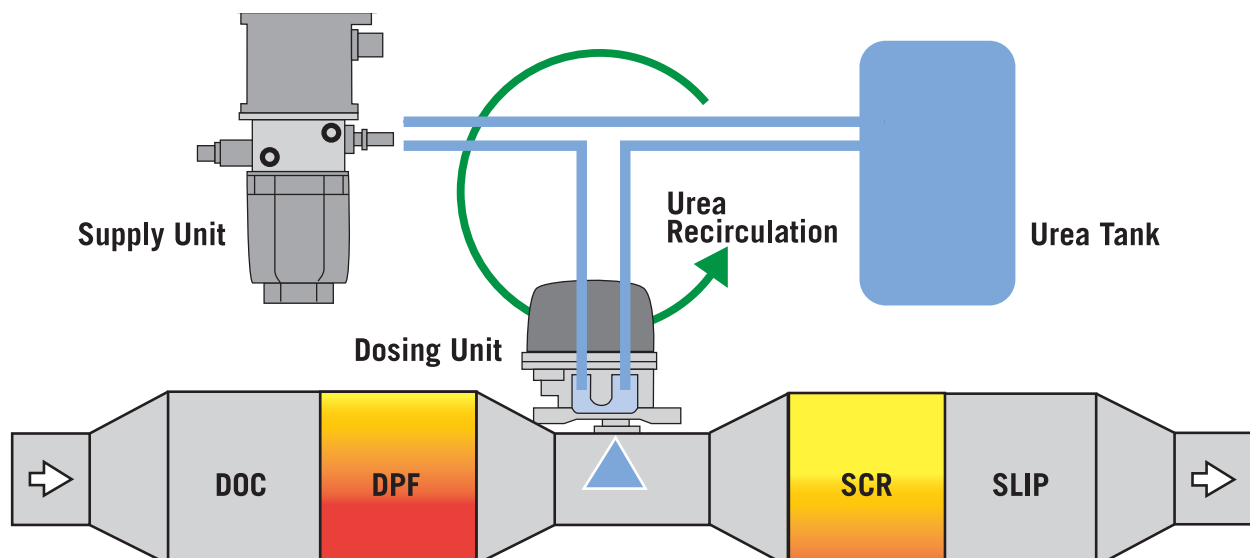 Supply Unit
Urea
Recirculation
Urea Tank
Dosing Unit
DOC
DPF
SCR
SLIP